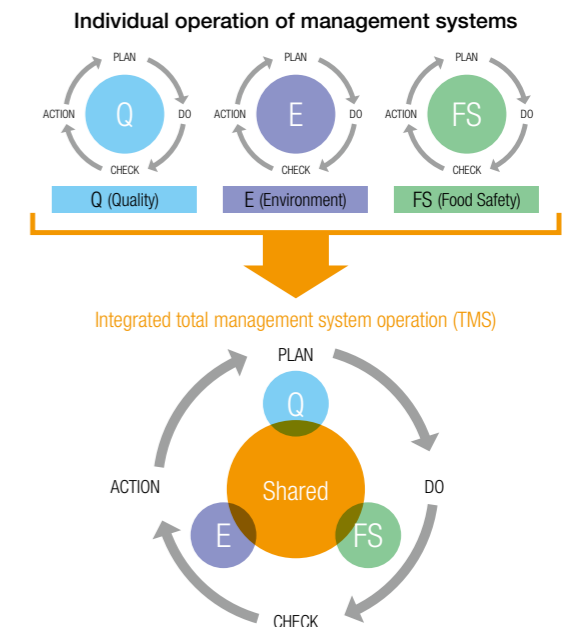 Individual operation of management systems
PLAN
PLAN
PLAN
ACTION
Q
DO
ACTION
E
DO
ACTION
FS
DO
CHECK
CHECK
CHECK
Q (Quality)
E (Environment)
FS (Food Safety)
Integrated total management system operation (TMS)
PLAN
Q
ACTION
Shared
DO
E
FS
CHECK